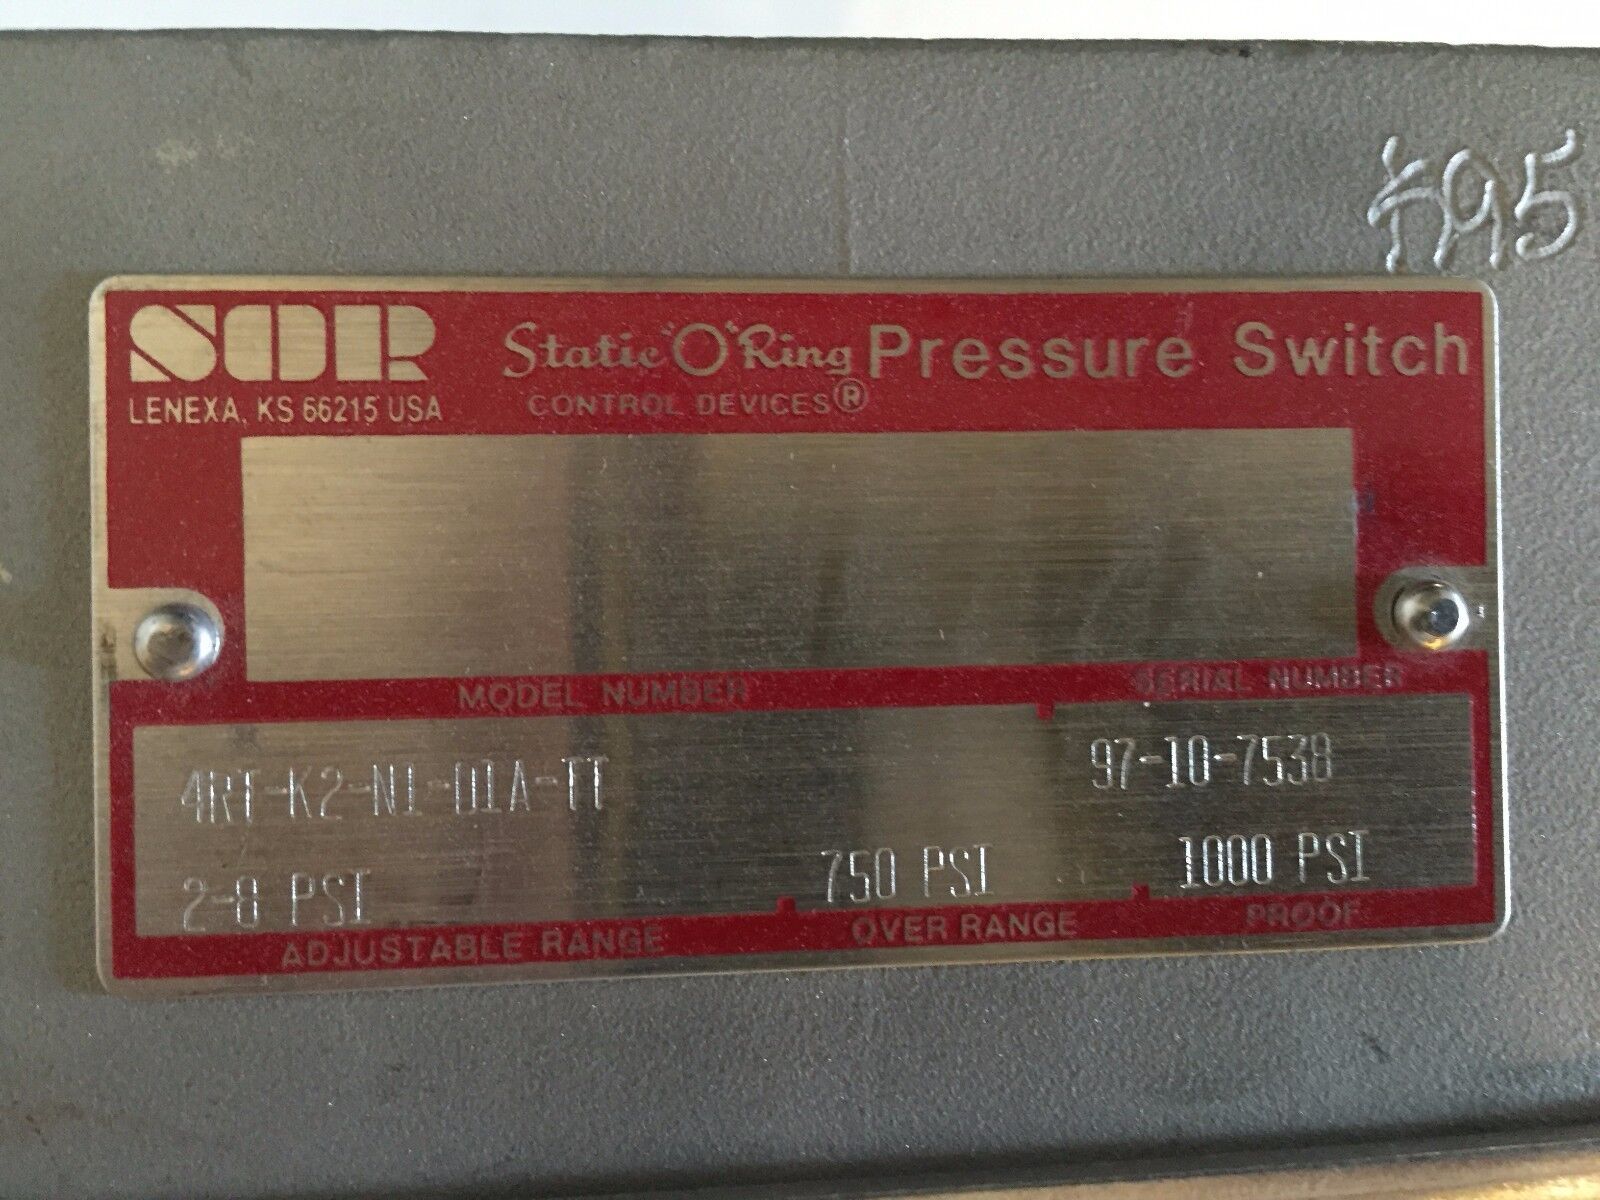 SOR Static "O" Ring Pressure Switch
LENEXA, KS 66215 USA CONTROL DEVICES®
MODEL NUMBER SERIAL NUMBER
4RT-K2-N1-D1A-TT 97-10-7538
2-8 PSI 750 PSI 1000 PSI
ADJUSTABLE RANGE OVER RANGE PROOF